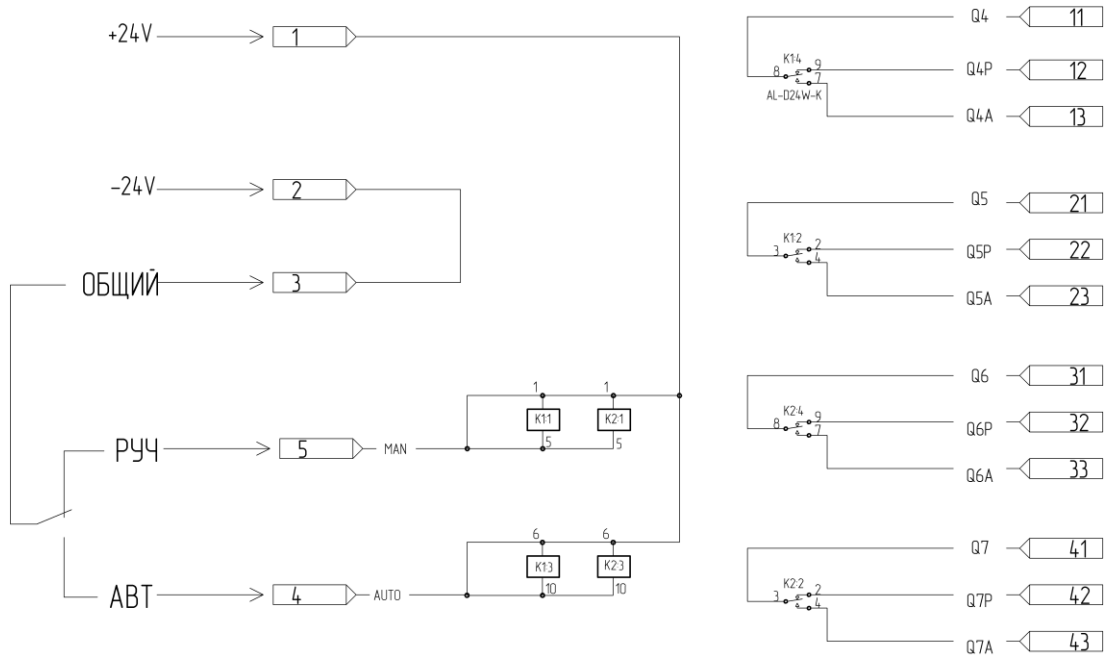 +24V 1
-24V 2
ОБЩИЙ 3
1 1
K1:1 K2:1
5 5
РУЧ 5 MAN
6 6
K1:3 K2:3
10 10
АВТ 4 AUTO
Q4 11
K1:4
8 9 7
AL-D24W-K
Q4P 12
Q4A 13
Q5 21
K1:2
3 2 4
Q5P 22
Q5A 23
Q6 31
K2:4
8 9 7
Q6P 32
Q6A 33
Q7 41
K2:2
3 2 4
Q7P 42
Q7A 43